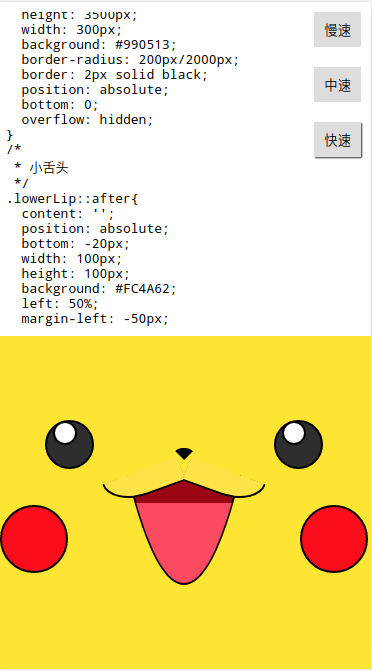 height: 3500px;
width: 300px;
background: #990513;
border-radius: 200px/2000px;
border: 2px solid black;
position: absolute;
bottom: 0;
overflow: hidden;
}
/*
* 小舌头
*/
.lowerLip::after{
content: '';
position: absolute;
bottom: -20px;
width: 100px;
height: 100px;
background: #FC4A62;
left: 50%;
margin-left: -50px;
慢速
中速
快速